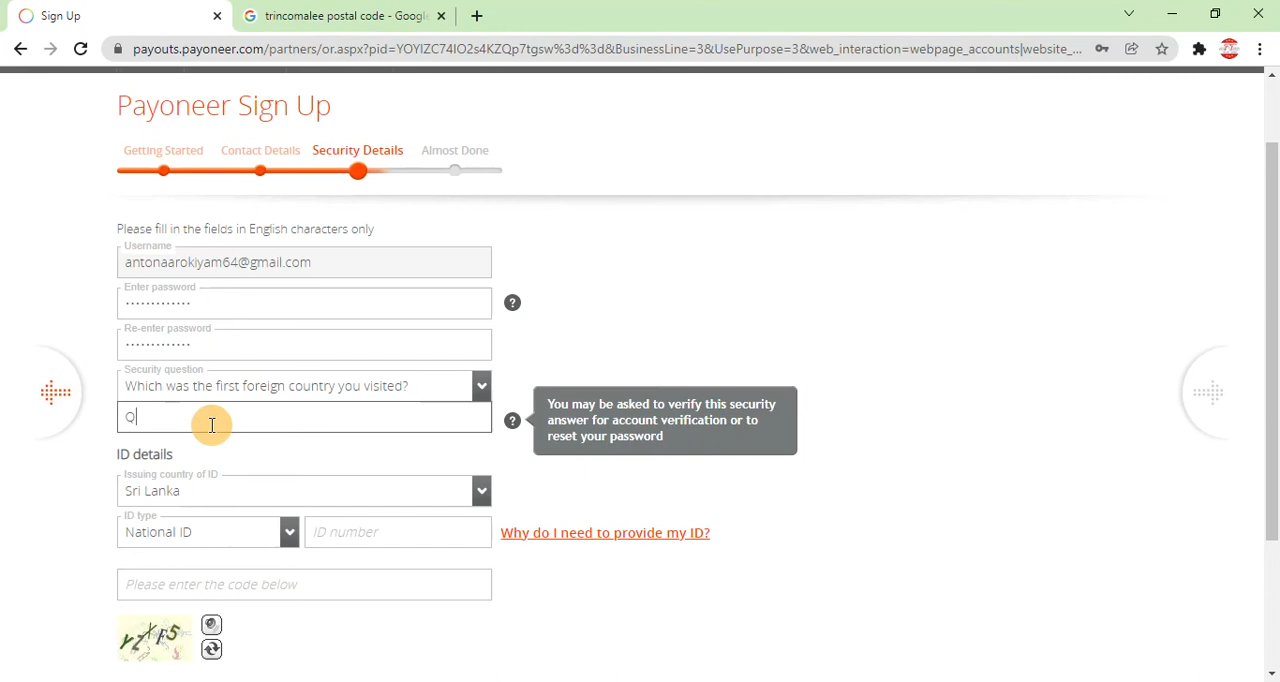 Sign Up
trincomalee postal code - Google
payouts.payoneer.com/partners/or.aspx?pid=YOYIZC74IO2s4KZQp7tgsw%3d%3d&BusinessLine=3&UsePurpose=3&web_interaction=webpage_accounts|website_...
Payoneer Sign Up
Getting Started Contact Details Security Details Almost Done
Please fill in the fields in English characters only
Username
antonaarokiyam64@gmail.com
Enter password
.............
?
Re-enter password
.............
Security question
Which was the first foreign country you visited?
Q
?
You may be asked to verify this security
answer for account verification or to
reset your password
ID details
Issuing country of ID
Sri Lanka
ID type
National ID
ID number
Why do I need to provide my ID?
Please enter the code below